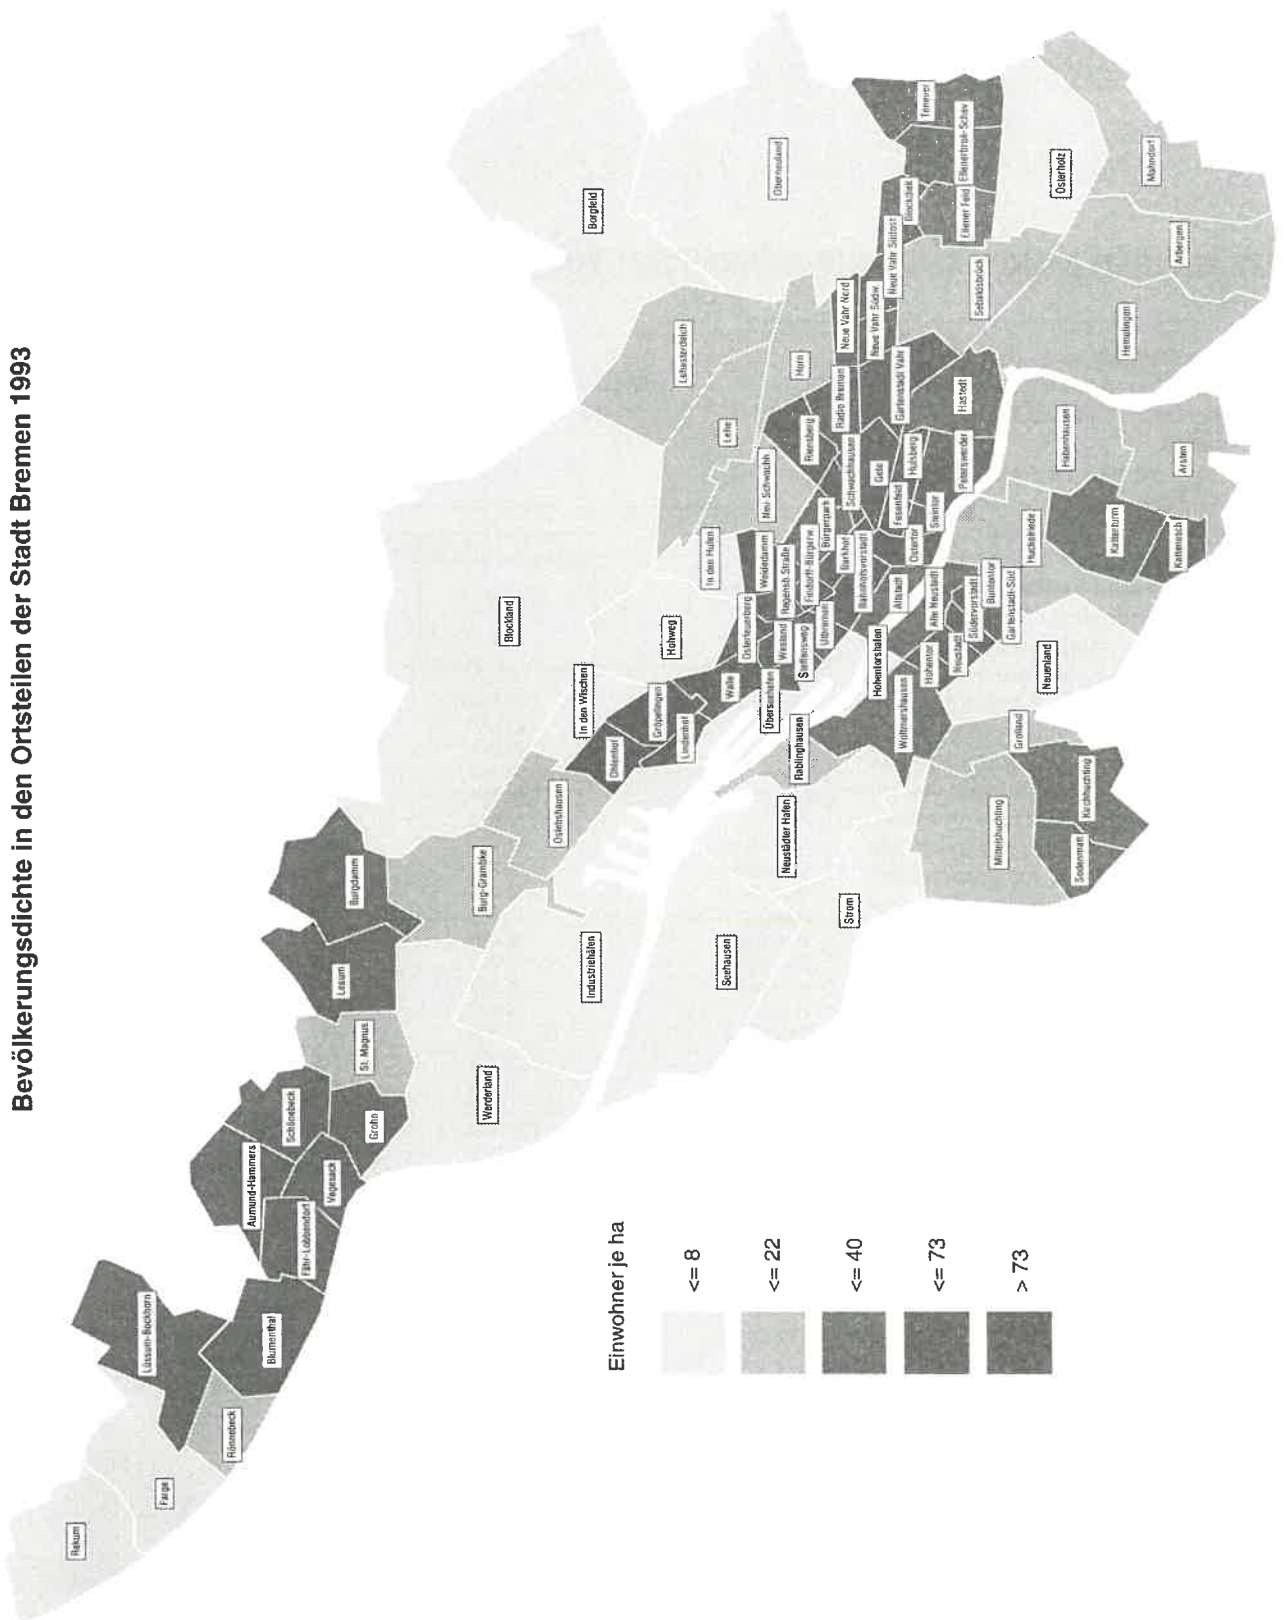 Bevölkerungsdichte in den Ortsteilen der Stadt Bremen 1993
Rekum
Farge
Rönnebeck
Lüssum-Bockhorn
Blumenthal
Fähr-Lobbendorf
Aumund-Hammers
Vegesack
Schönebeck
Grohn
St. Magnus
Lesum
Burgdamm
Werderland
Burg-Grambke
Industriehäfen
Oslebshausen
Blockland
In den Wischen
Ohlenhof
Gröpelingen
Lindenhof
Hohweg
Walle
Überseehafen
Osterfeuerberg
Westend
Steffensweg
Utbremen
Weidedamm
Regensb.Straße
Findorff-Bürgerw.
Bürgerpark
Barkhof
Bahnhofsvorstadt
Altstadt
Ostertor
In den Hufen
Neu-Schwachh.
Lehe
Lehesterdeich
Horn
Riensberg
Radio Bremen
Schwachhausen
Gete
Fesenfeld
Steintor
Hulsberg
Peterswerder
Hastedt
Gartenstadt Vahr
Neue Vahr Nord
Neue Vahr Südw.
Neue Vahr Südost
Borgfeld
Oberneuland
Blockdiek
Ellener Feld
Ellenerbrok-Schev
Tenever
Osterholz
Sebaldsbrück
Hemelingen
Arbergen
Mahndorf
Habenhausen
Arsten
Kattenturm
Kattenesch
Huckelriede
Buntentor
Gartenstadt-Süd
Südervorstadt
Alte Neustadt
Neustadt
Hohentor
Hohentorshafen
Woltmershausen
Rablinghausen
Neuenland
Grolland
Kirchhuchting
Sodenmatt
Mittelshuchting
Neustädter Hafen
Strom
Seehausen
Einwohner je ha
<= 8
<= 22
<= 40
<= 73
> 73